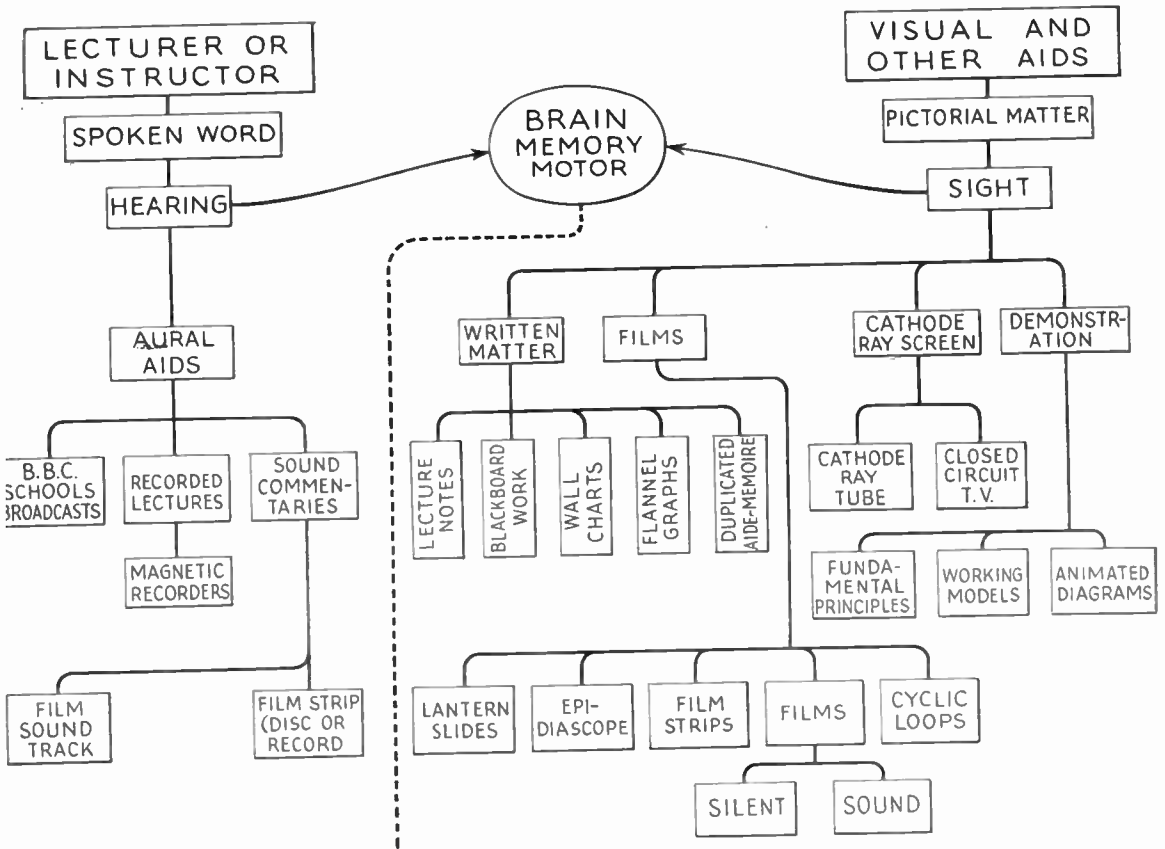 LECTURER OR
INSTRUCTOR
SPOKEN WORD
HEARING
BRAIN
MEMORY
MOTOR
VISUAL AND
OTHER AIDS
PICTORIAL MATTER
SIGHT
AURAL
AIDS
B.B.C.
SCHOOLS
BROADCASTS
RECORDED
LECTURES
SOUND
COMMEN-
TARIES
MAGNETIC
RECORDERS
FILM
SOUND
TRACK
FILM STRIP
(DISC OR
RECORD
WRITTEN
MATTER
FILMS
CATHODE
RAY SCREEN
DEMONSTR-
ATION
LECTURE
NOTES
BLACKBOARD
WORK
WALL
CHARTS
FLANNEL
GRAPHS
DUPLICATED
AIDE-MEMOIRE
CATHODE
RAY
TUBE
CLOSED
CIRCUIT
T.V.
FUNDA-
MENTAL
PRINCIPLES
WORKING
MODELS
ANIMATED
DIAGRAMS
LANTERN
SLIDES
EPI-
DIASCOPE
FILM
STRIPS
FILMS
CYCLIC
LOOPS
SILENT
SOUND